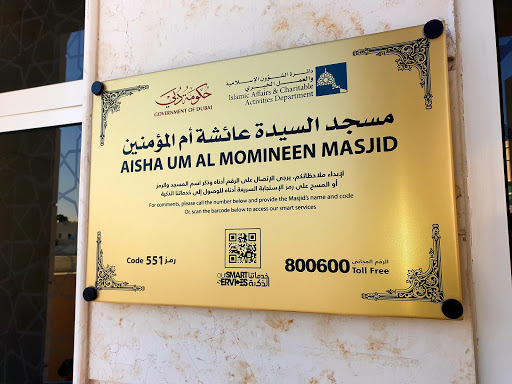 حكومة دبي
GOVERNMENT OF DUBAI
دائرة الشؤون الإسلامية
والعمل الخيري
Islamic Affairs & Charitable
Activities Department
مسجد السيدة عائشة أم المؤمنين
AISHA UM AL MOMINEEN MASJID
لإبداء ملاحظاتكم، يرجى الإتصال على الرقم أدناه وذكر اسم المسجد والرمز
أو المسح على رمز الإستجابة السريعة أدناه للوصول إلى خدماتنا الذكية
For comments, please call the number below and provide the Masjid's name and code
Or, scan the barcode below to access our smart services
Code 551 رمز
OUR SMART SERVICES خدماتنا الذكية
800600 الرقم المجاني
Toll Free